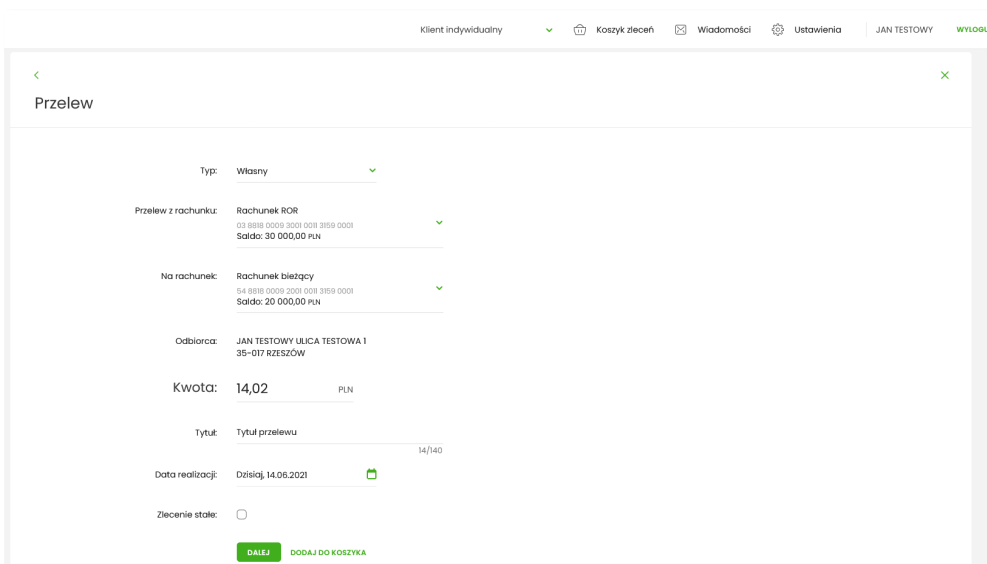 Klient indywidualny Koszyk zleceń Wiadomości Ustawienia JAN TESTOWY WYLOGU
Przelew
Typ: Własny
Przelew z rachunku: Rachunek ROR
03 8818 0009 3001 0011 3159 0001
Saldo: 30 000,00 PLN
Na rachunek: Rachunek bieżący
54 8818 0009 2001 0011 3159 0001
Saldo: 20 000,00 PLN
Odbiorca: JAN TESTOWY ULICA TESTOWA 1
35-017 RZESZÓW
Kwota: 14,02 PLN
Tytuł: Tytuł przelewu
14/140
Data realizacji: Dzisiaj, 14.06.2021
Zlecenie stałe:
DALEJ DODAJ DO KOSZYKA